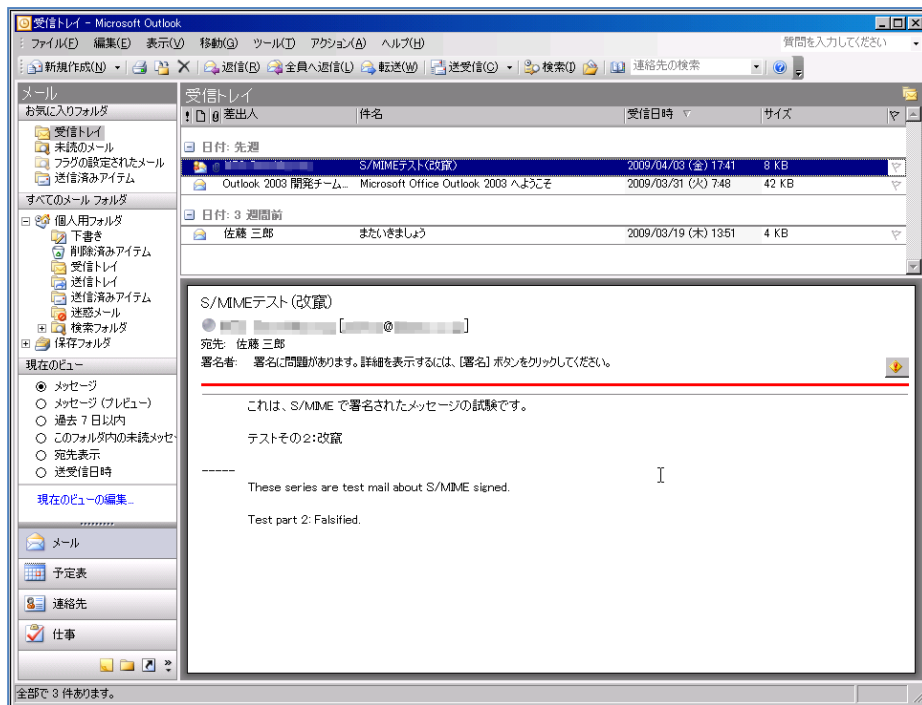 受信トレイ - Microsoft Outlook
ファイル(F) 編集(E) 表示(V) 移動(G) ツール(T) アクション(A) ヘルプ(H) 質問を入力してください
新規作成(N) 返信(R) 全員へ返信(L) 転送(W) 送受信(C) 検索(I) 連絡先の検索
メール
お気に入りフォルダ
受信トレイ
未読のメール
フラグの設定されたメール
送信済みアイテム
すべてのメール フォルダ
個人用フォルダ
下書き
削除済みアイテム
受信トレイ
送信トレイ
送信済みアイテム
迷惑メール
検索フォルダ
保存フォルダ
現在のビュー
メッセージ
メッセージ (プレビュー)
過去 7 日以内
このフォルダ内の未読メッセ
宛先表示
送受信日時
現在のビューの編集...
メール
予定表
連絡先
仕事
受信トレイ
差出人 件名 受信日時 サイズ
日付: 先週
S/MIMEテスト(改竄) 2009/04/03 (金) 17:41 8 KB
Outlook 2003 開発チーム... Microsoft Office Outlook 2003 へようこそ 2009/03/31 (火) 7:48 42 KB
日付: 3 週間前
佐藤 三郎 またいきましょう 2009/03/19 (木) 13:51 4 KB
S/MIMEテスト(改竄)
[@]
宛先: 佐藤 三郎
署名者: 署名に問題があります。詳細を表示するには、[署名] ボタンをクリックしてください。
これは、S/MIME で署名されたメッセージの試験です。
テストその2:改竄
-----
These series are test mail about S/MIME signed.
Test part 2: Falsified.
全部で 3 件あります。